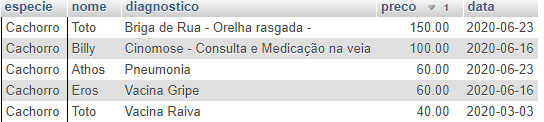 especie nome diagnostico preco 1 data
Cachorro Toto Briga de Rua - Orelha rasgada - 150.00 2020-06-23
Cachorro Billy Cinomose - Consulta e Medicação na veia 100.00 2020-06-16
Cachorro Athos Pneumonia 60.00 2020-06-23
Cachorro Eros Vacina Gripe 60.00 2020-06-16
Cachorro Toto Vacina Raiva 40.00 2020-03-03